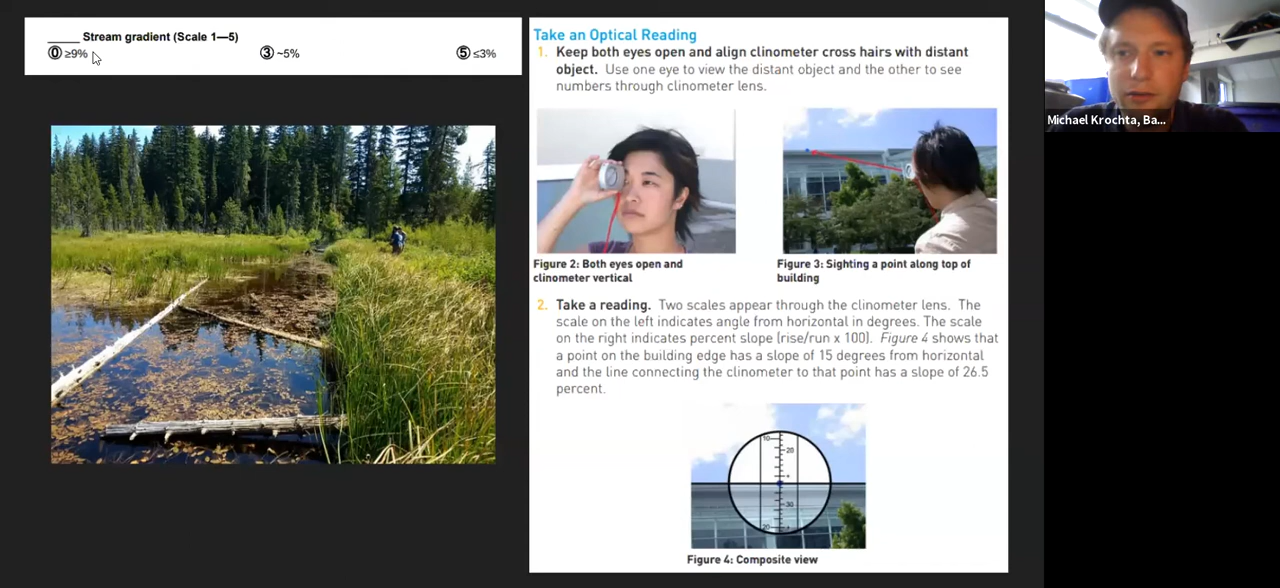 _____ Stream gradient (Scale 1—5)
⓪ ≥9% ③ ~5% ⑤ ≤3%
Take an Optical Reading
1. Keep both eyes open and align clinometer cross hairs with distant
object. Use one eye to view the distant object and the other to see
numbers through clinometer lens.
Figure 2: Both eyes open and
clinometer vertical
Figure 3: Sighting a point along top of
building
2. Take a reading. Two scales appear through the clinometer lens. The
scale on the left indicates angle from horizontal in degrees. The scale
on the right indicates percent slope (rise/run x 100). Figure 4 shows that
a point on the building edge has a slope of 15 degrees from horizontal
and the line connecting the clinometer to that point has a slope of 26.5
percent.
10
20
30
20
Figure 4: Composite view
Michael Krochta, Ba...